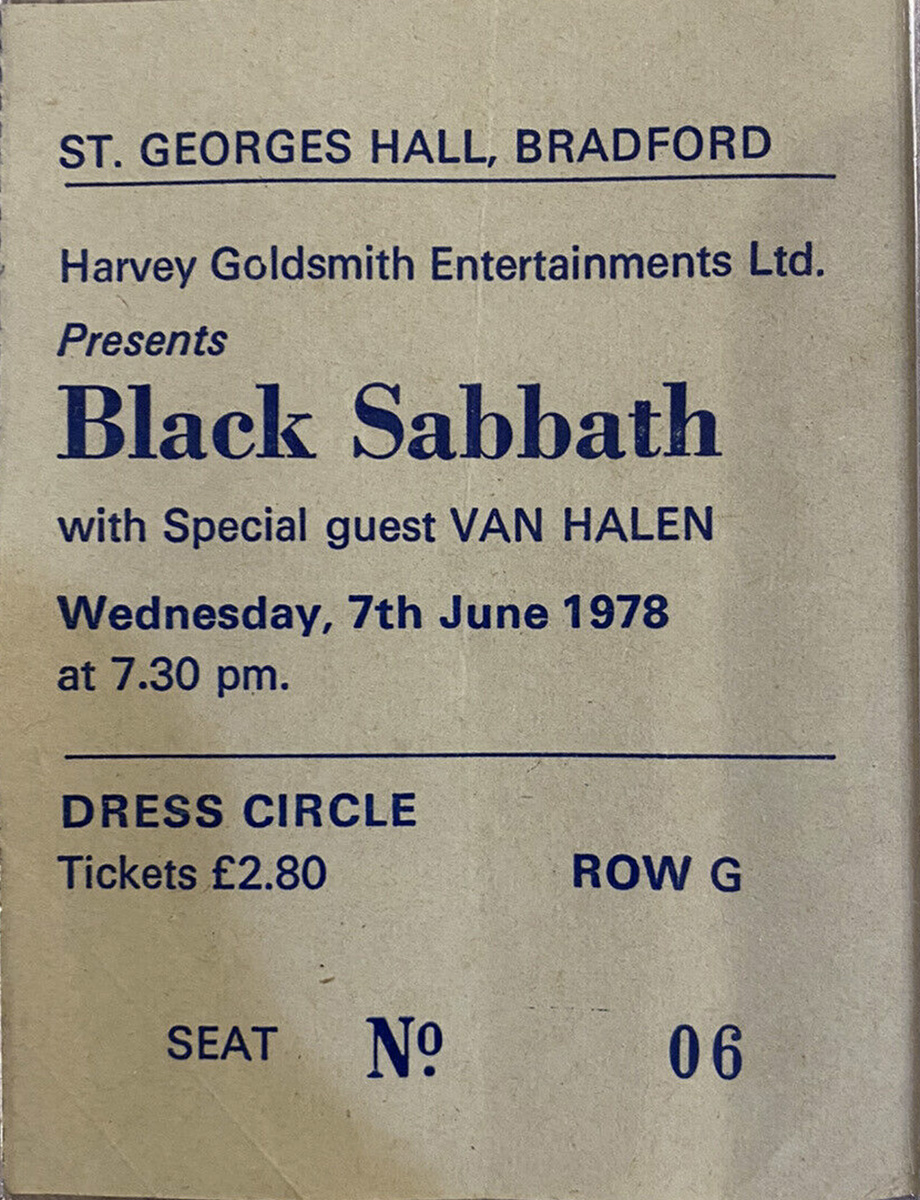 ST. GEORGES HALL, BRADFORD
Harvey Goldsmith Entertainments Ltd.
Presents
Black Sabbath
with Special guest VAN HALEN
Wednesday, 7th June 1978
at 7.30 pm.
DRESS CIRCLE
Tickets £2.80 ROW G
SEAT Nº 06